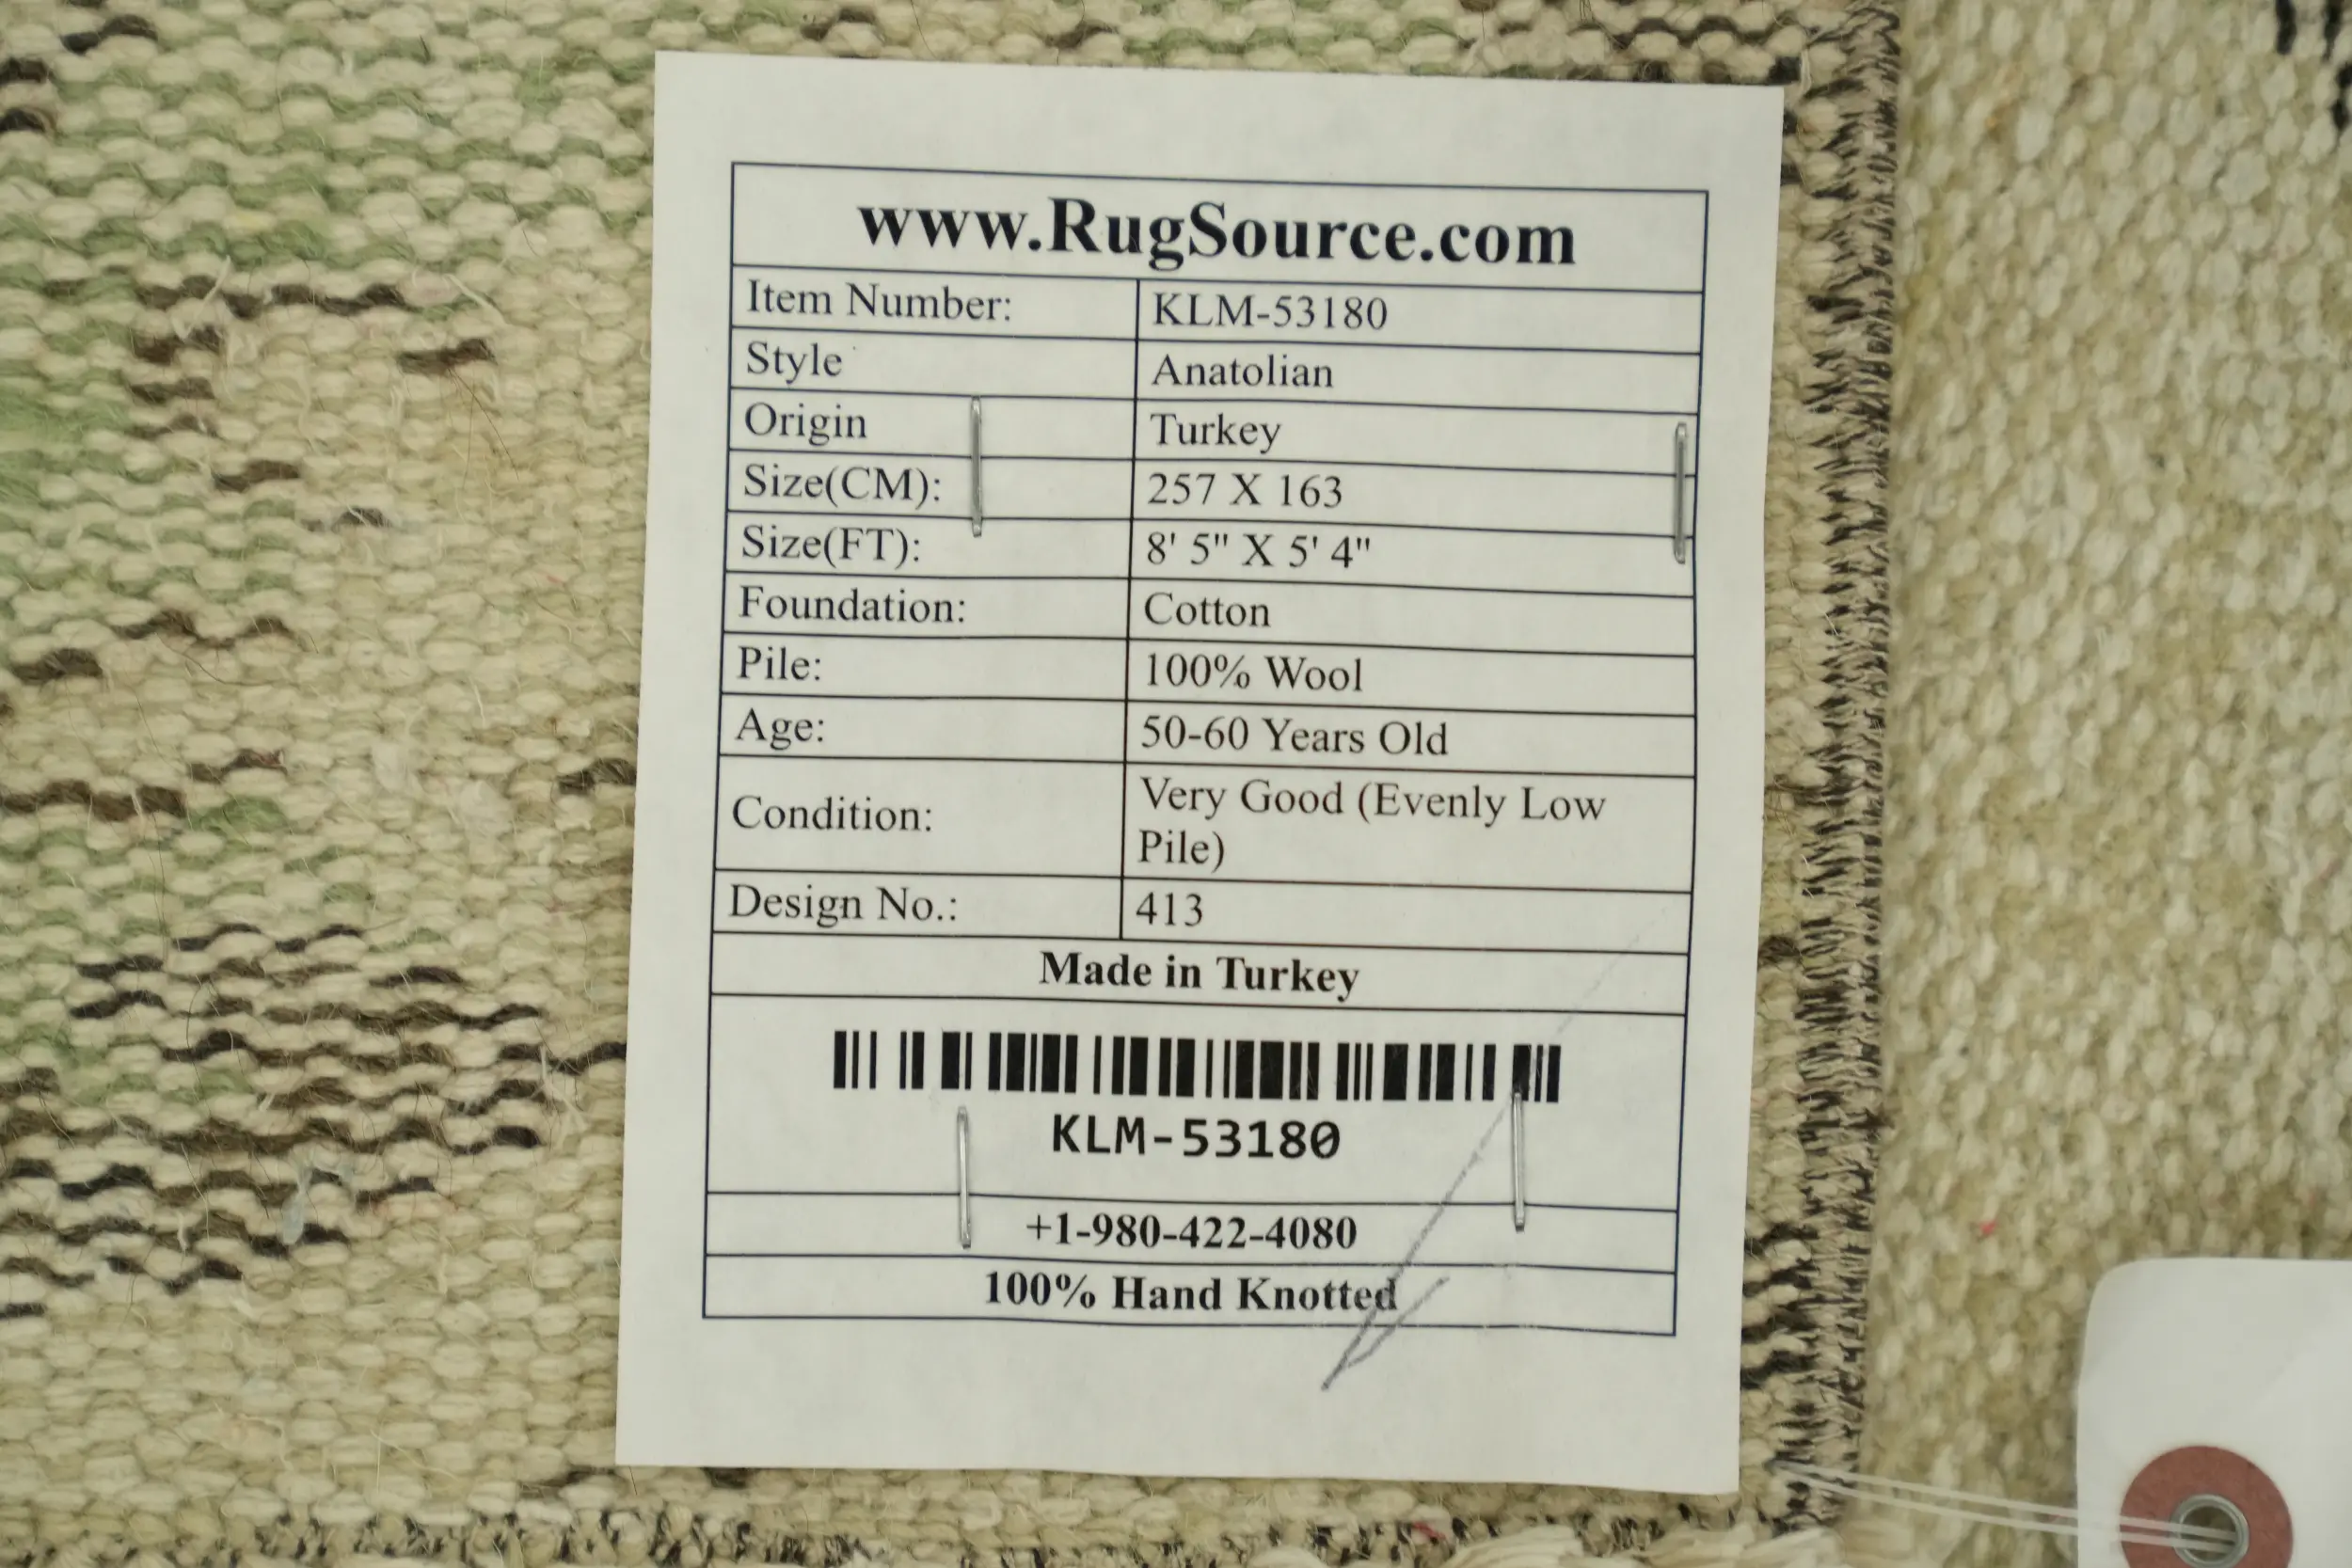 www.RugSource.com
Item Number: KLM-53180
Style Anatolian
Origin Turkey
Size(CM): 257 X 163
Size(FT): 8' 5" X 5' 4"
Foundation: Cotton
Pile: 100% Wool
Age: 50-60 Years Old
Condition: Very Good (Evenly Low
Pile)
Design No.: 413
Made in Turkey
KLM-53180
+1-980-422-4080
100% Hand Knotted